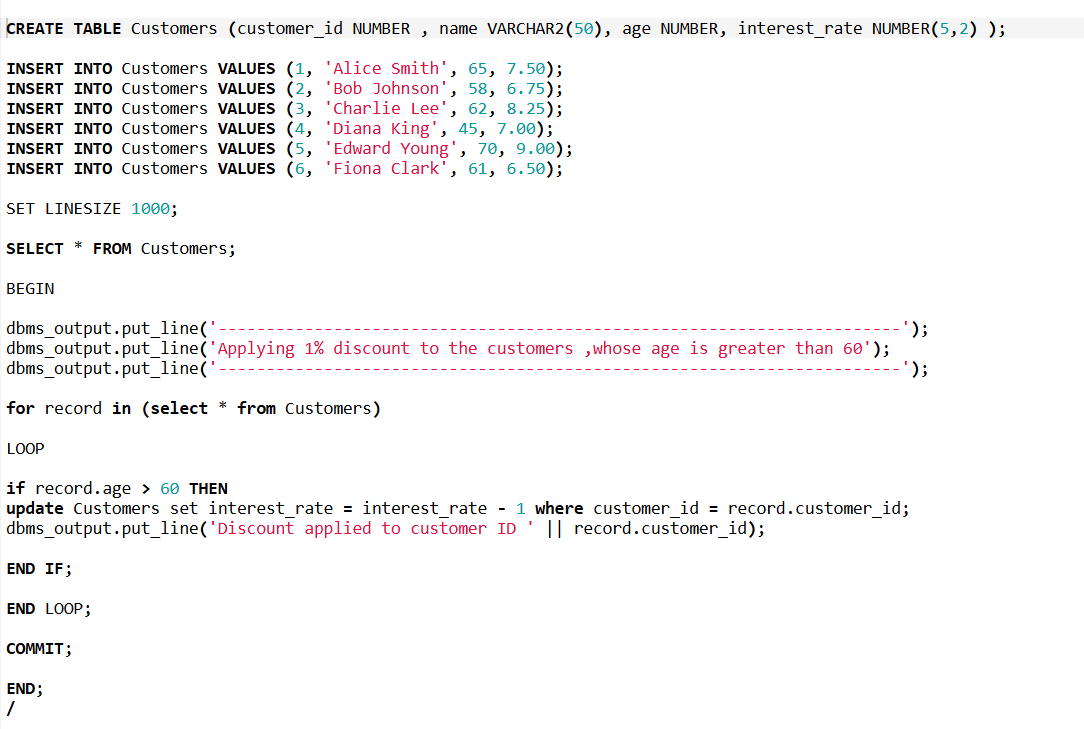 CREATE TABLE Customers (customer_id NUMBER , name VARCHAR2(50), age NUMBER, interest_rate NUMBER(5,2) );
INSERT INTO Customers VALUES (1, 'Alice Smith', 65, 7.50);
INSERT INTO Customers VALUES (2, 'Bob Johnson', 58, 6.75);
INSERT INTO Customers VALUES (3, 'Charlie Lee', 62, 8.25);
INSERT INTO Customers VALUES (4, 'Diana King', 45, 7.00);
INSERT INTO Customers VALUES (5, 'Edward Young', 70, 9.00);
INSERT INTO Customers VALUES (6, 'Fiona Clark', 61, 6.50);
SET LINESIZE 1000;
SELECT * FROM Customers;
BEGIN
dbms_output.put_line('-----------------------------------------------------------------------');
dbms_output.put_line('Applying 1% discount to the customers ,whose age is greater than 60');
dbms_output.put_line('-----------------------------------------------------------------------');
for record in (select * from Customers)
LOOP
if record.age > 60 THEN
update Customers set interest_rate = interest_rate - 1 where customer_id = record.customer_id;
dbms_output.put_line('Discount applied to customer ID ' || record.customer_id);
END IF;
END LOOP;
COMMIT;
END;
/